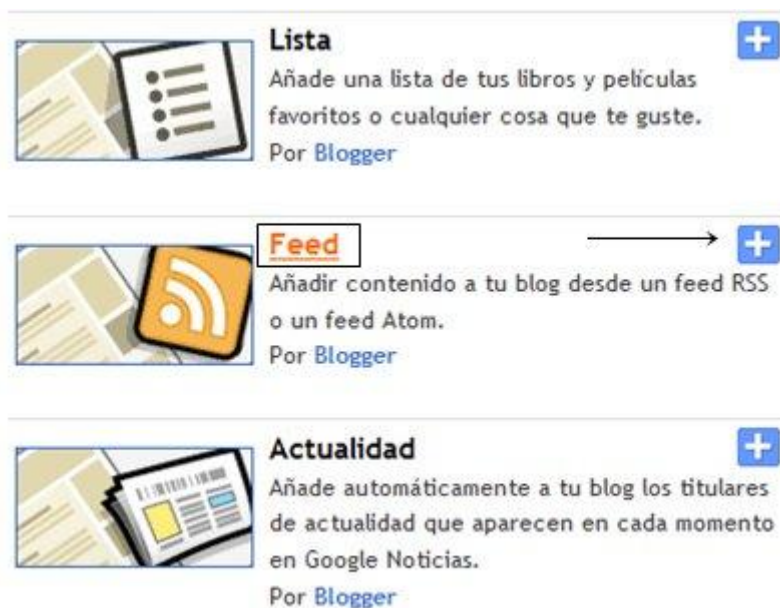 Lista
Añade una lista de tus libros y películas
favoritos o cualquier cosa que te guste.
Por Blogger
Feed
Añadir contenido a tu blog desde un feed RSS
o un feed Atom.
Por Blogger
Actualidad
Añade automáticamente a tu blog los titulares
de actualidad que aparecen en cada momento
en Google Noticias.
Por Blogger